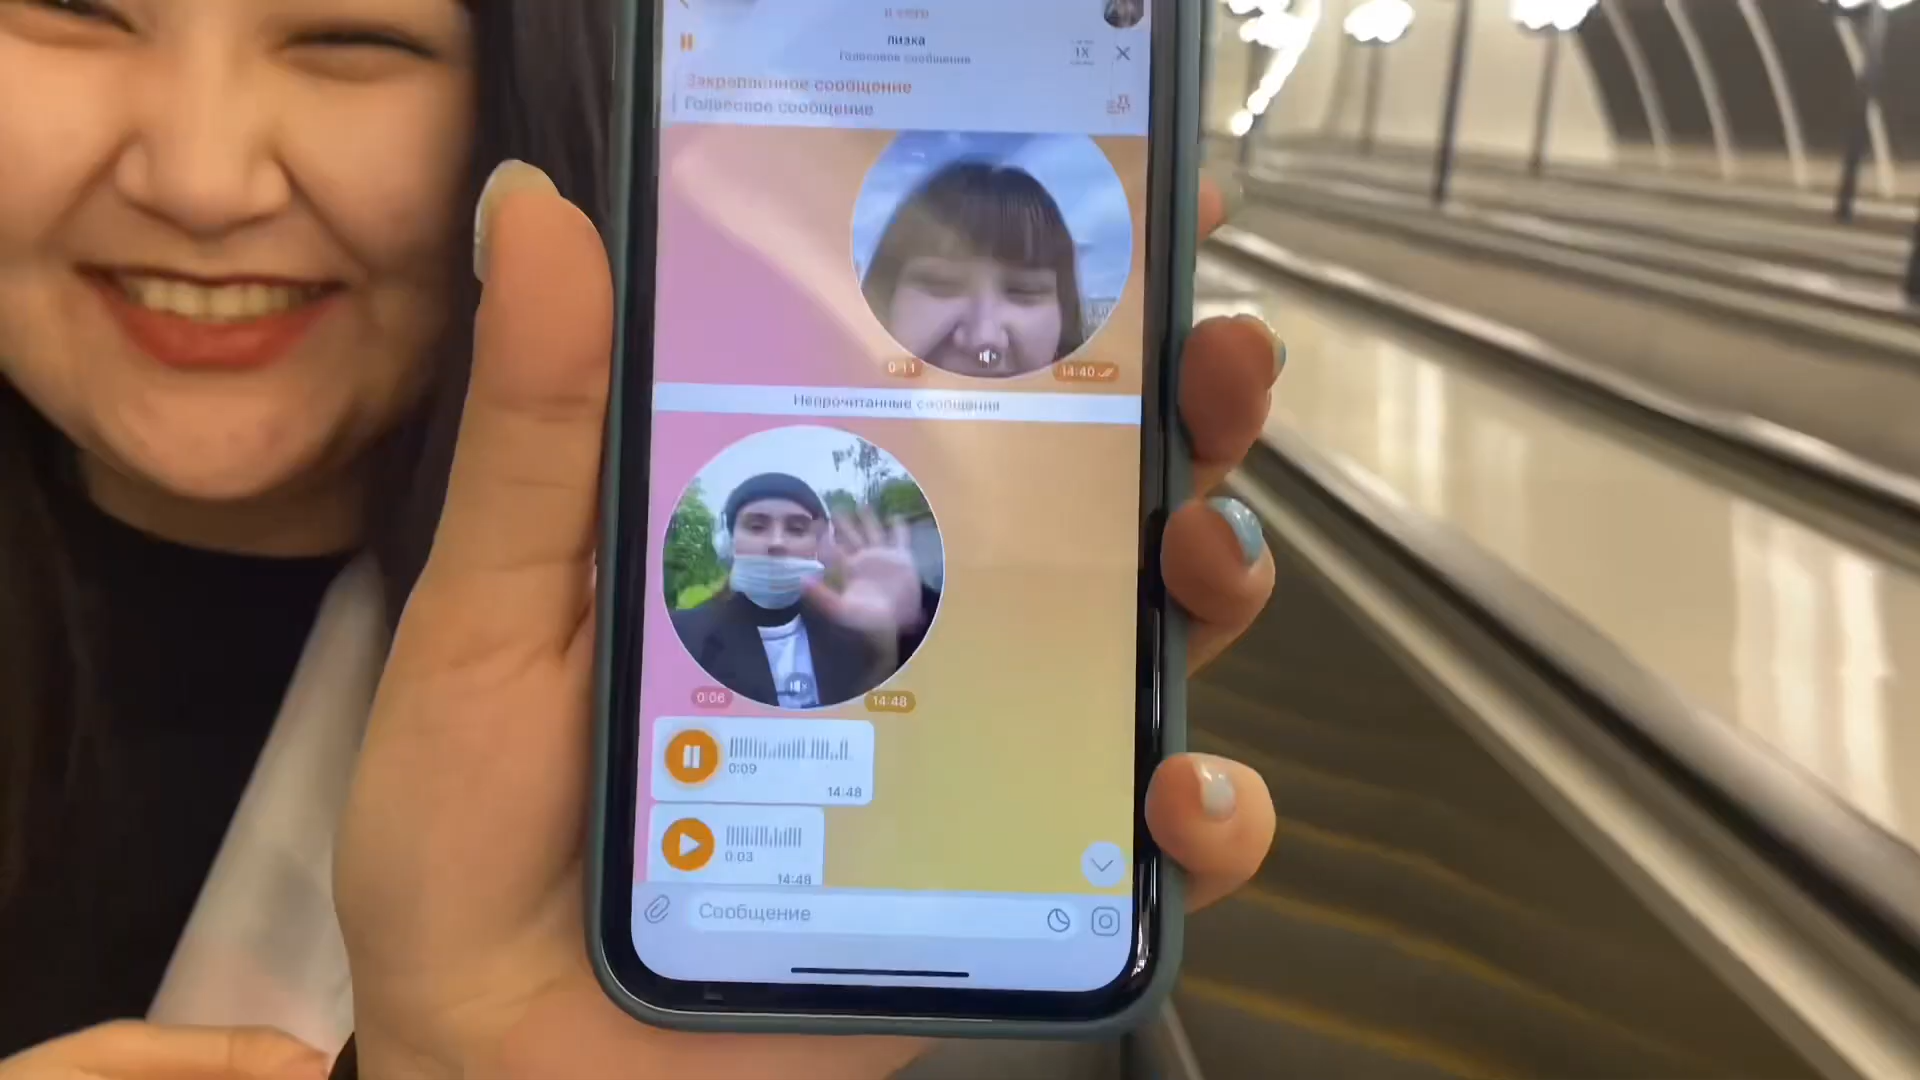 лизка
1X
Голосовое сообщение
Закреплённое сообщение
Голосовое сообщение
0:11
14:40
Непрочитанные сообщения
0:06
14:48
0:09
14:48
0:03
14:48
Сообщение